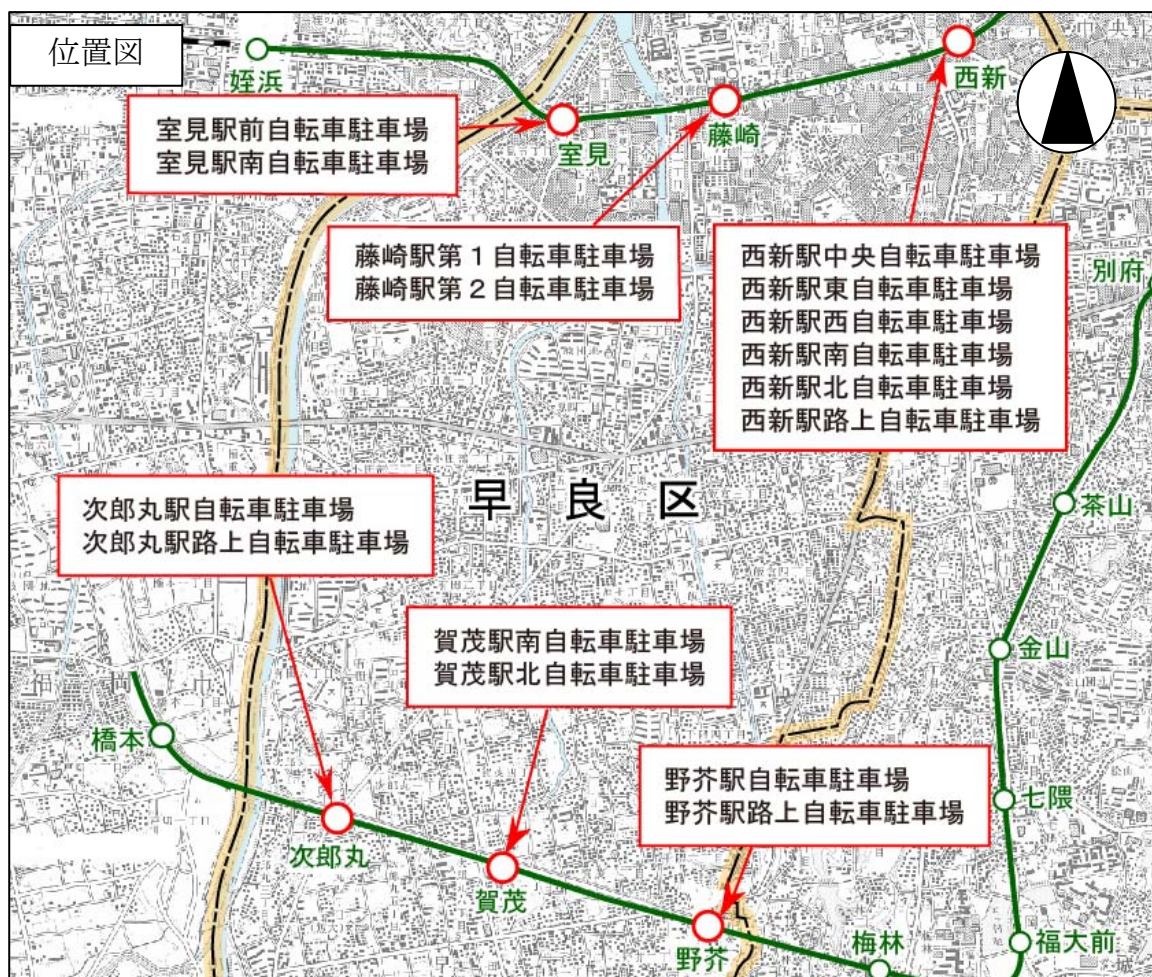 位置図
姪浜
室見
藤崎
西新
室見駅前自転車駐車場
室見駅南自転車駐車場
藤崎駅第１自転車駐車場
藤崎駅第２自転車駐車場
西新駅中央自転車駐車場
西新駅東自転車駐車場
西新駅西自転車駐車場
西新駅南自転車駐車場
西新駅北自転車駐車場
西新駅路上自転車駐車場
別府
次郎丸駅自転車駐車場
次郎丸駅路上自転車駐車場
早良区
茶山
賀茂駅南自転車駐車場
賀茂駅北自転車駐車場
金山
橋本
野芥駅自転車駐車場
野芥駅路上自転車駐車場
七隈
次郎丸
賀茂
野芥
梅林
福大前